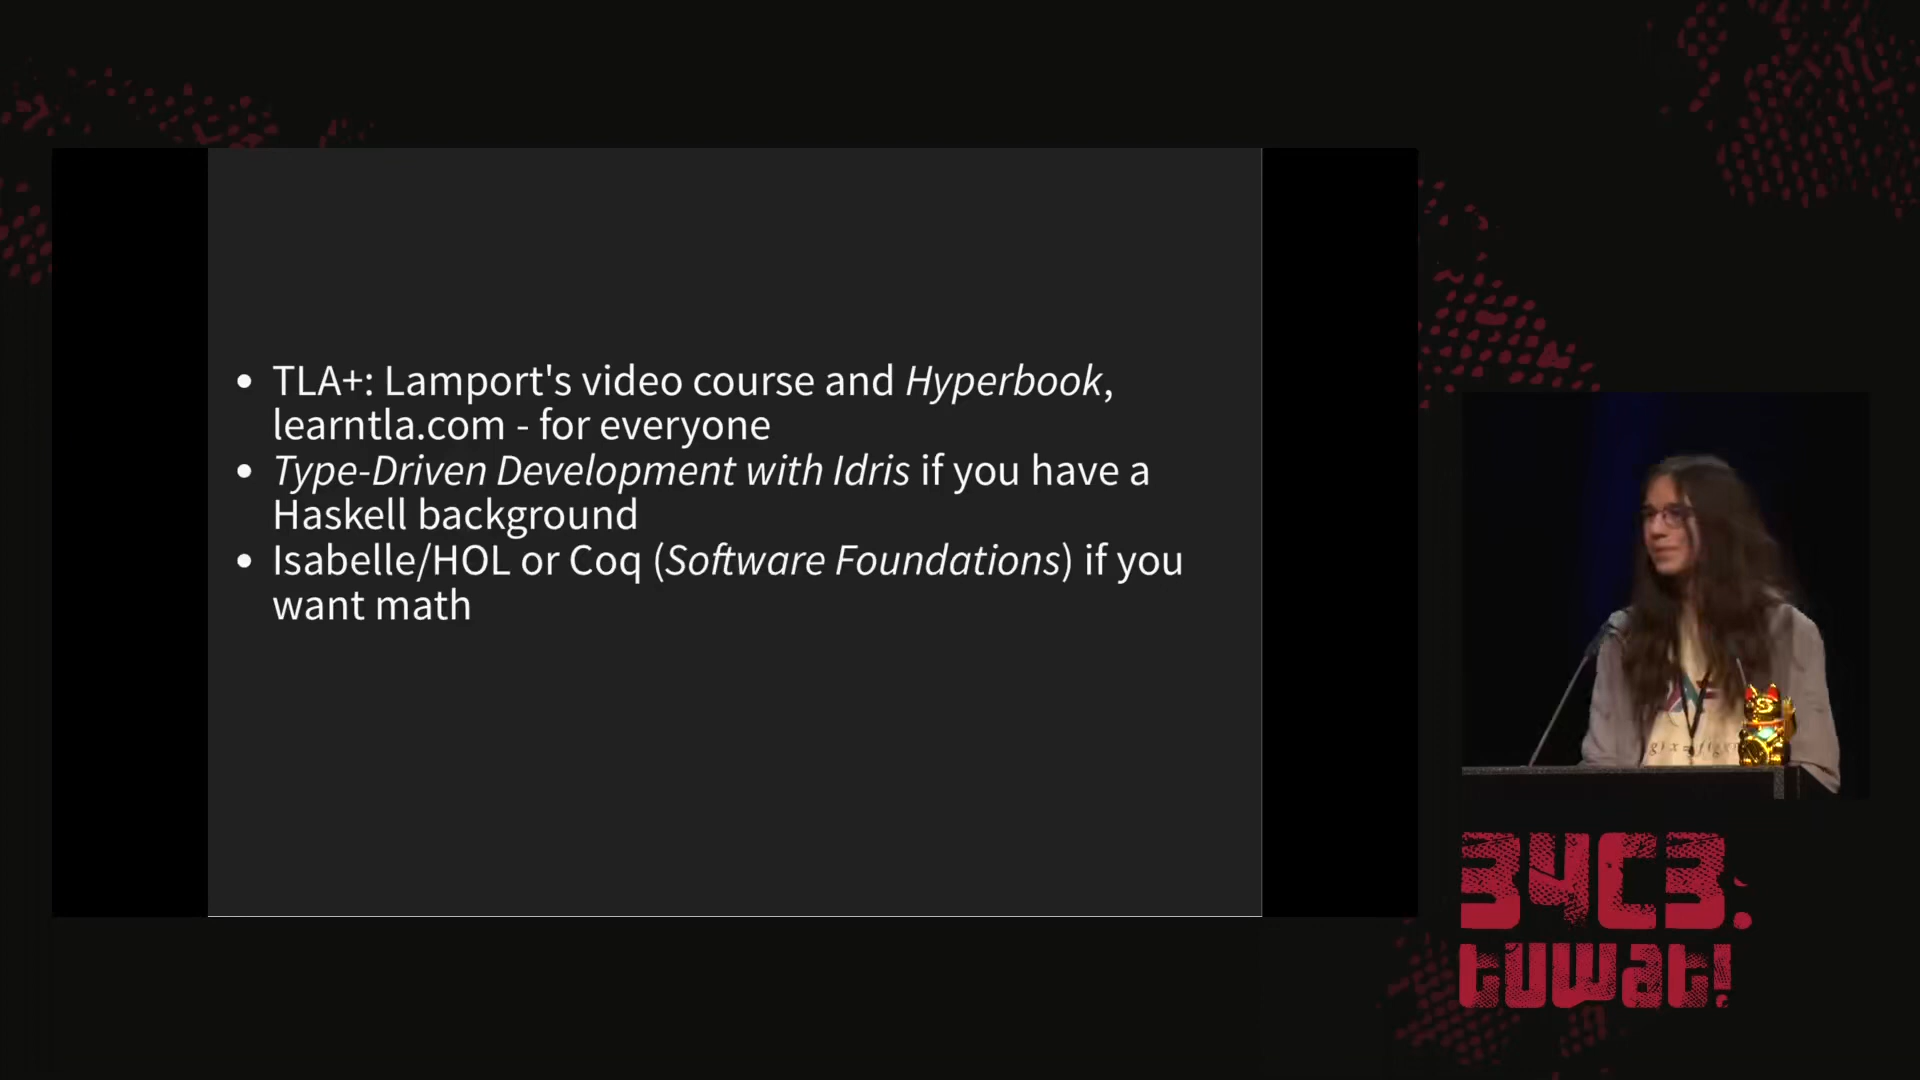 TLA+: Lamport's video course and Hyperbook,
learntla.com - for everyone
Type-Driven Development with Idris if you have a
Haskell background
Isabelle/HOL or Coq (Software Foundations) if you
want math
34C3.
tuwat!